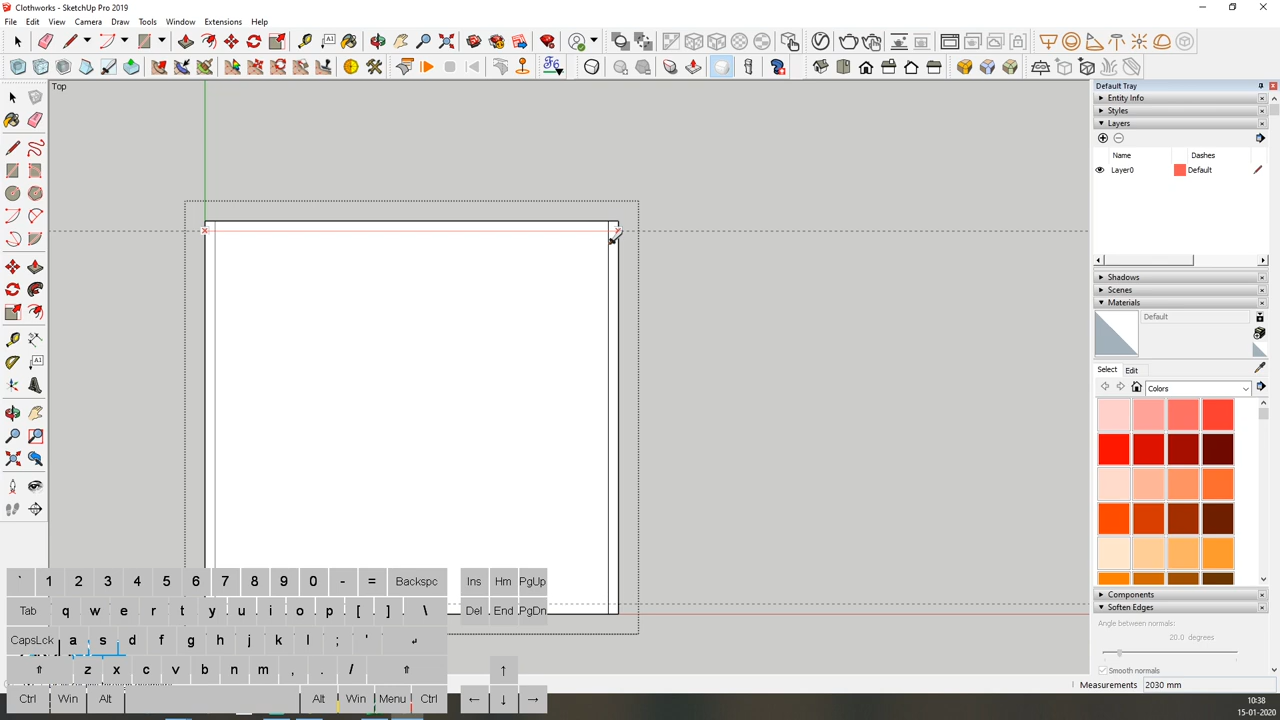 Clothworks - SketchUp Pro 2019
File Edit View Camera Draw Tools Window Extensions Help
Top
Default Tray
Entity Info
Styles
Layers
Name Dashes
Layer0 Default
Shadows
Scenes
Materials
Default
Select Edit
Colors
Components
Soften Edges
Angle between normals:
20.0 degrees
Smooth normals
` 1 2 3 4 5 6 7 8 9 0 - = Backspc Ins Hm PgUp
Tab q w e r t y u i o p [ ] \ Del End PgDn
CapsLck a s d f g h j k l ; ' ↵
⇧ z x c v b n m , . / ⇧ ↑
Ctrl Win Alt Alt Win Menu Ctrl ← ↓ →
Measurements 2030 mm
10:38
15-01-2020